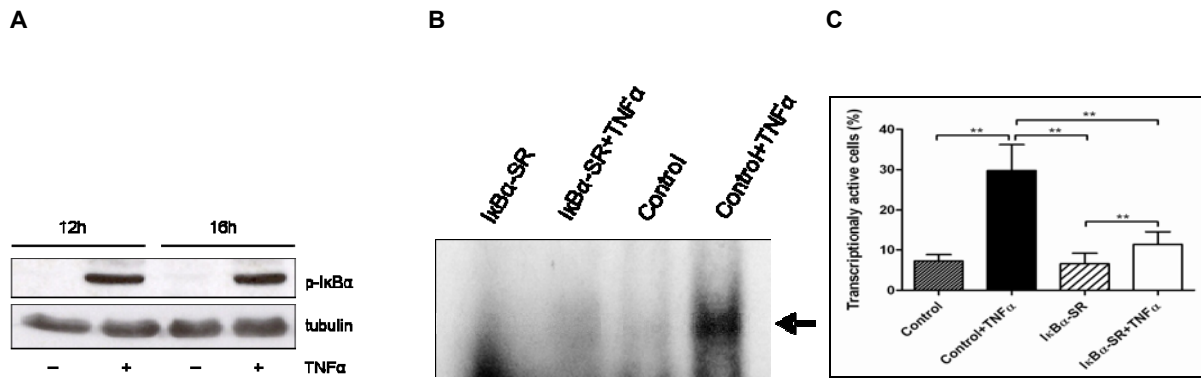 A
12h 16h
p-IκBα
tubulin
– + – + TNFα
B
IκBα-SR
IκBα-SR+TNFα
Control
Control+TNFα
C
Transcriptionaly active cells (%)
40
30
20
10
0
**
**
**
**
Control
Control+TNFα
IκBα-SR
IκBα-SR+TNFα